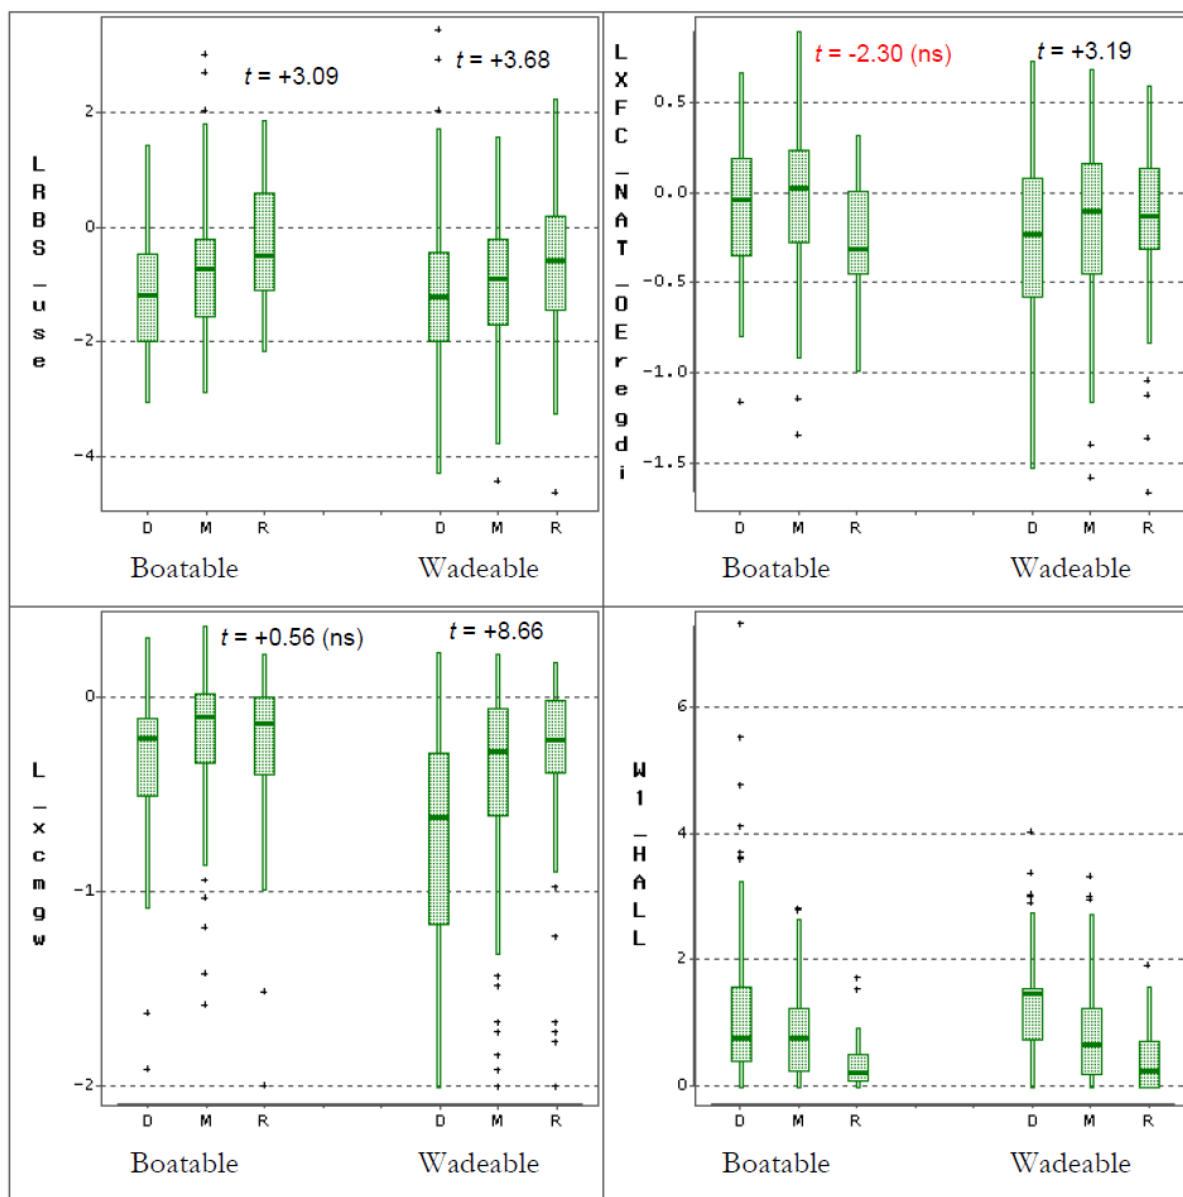 LRBS_use
t = +3.09
t = +3.68
2
0
-2
-4
D M R D M R
Boatable Wadeable
LXFC_NAT_OEregdi
t = -2.30 (ns)
t = +3.19
0.5
0.0
-0.5
-1.0
-1.5
D M R D M R
Boatable Wadeable
L_xcmgw
t = +0.56 (ns)
t = +8.66
0
-1
-2
D M R D M R
Boatable Wadeable
W1_HALL
6
4
2
0
D M R D M R
Boatable Wadeable